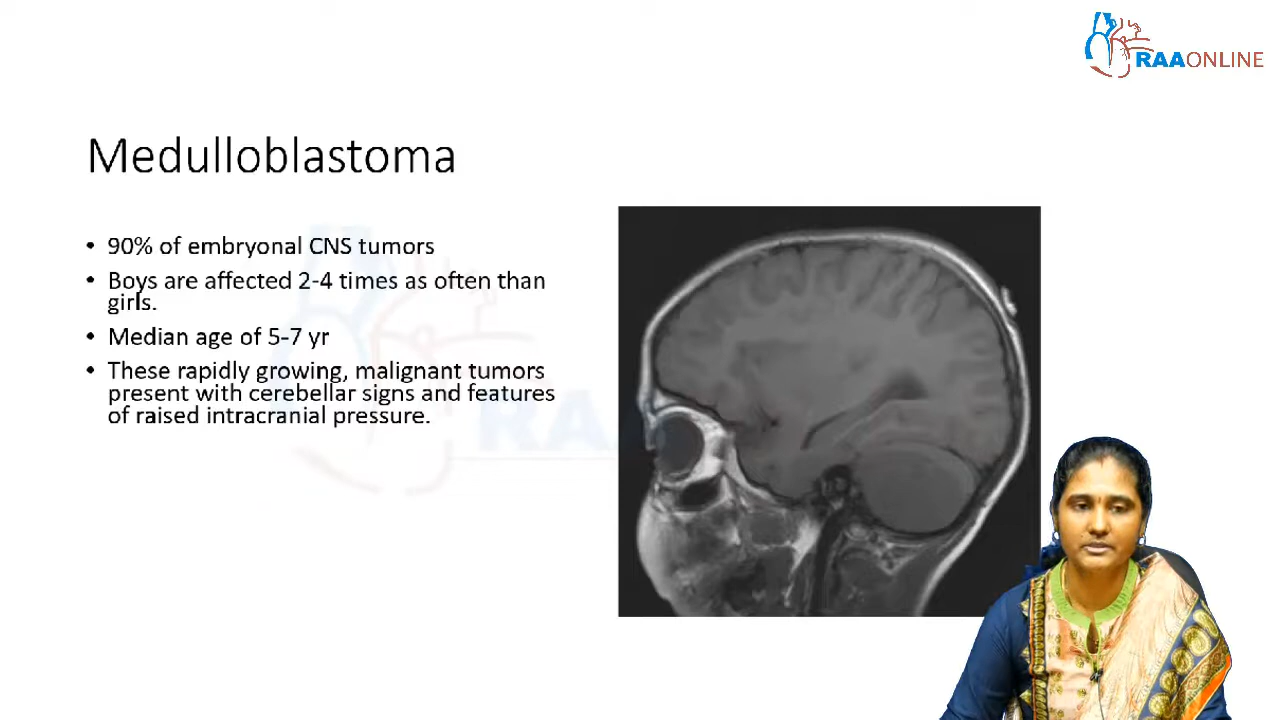 RAAONLINE
Medulloblastoma
• 90% of embryonal CNS tumors
• Boys are affected 2-4 times as often than
girls.
• Median age of 5-7 yr
• These rapidly growing, malignant tumors
present with cerebellar signs and features
of raised intracranial pressure.
RAA